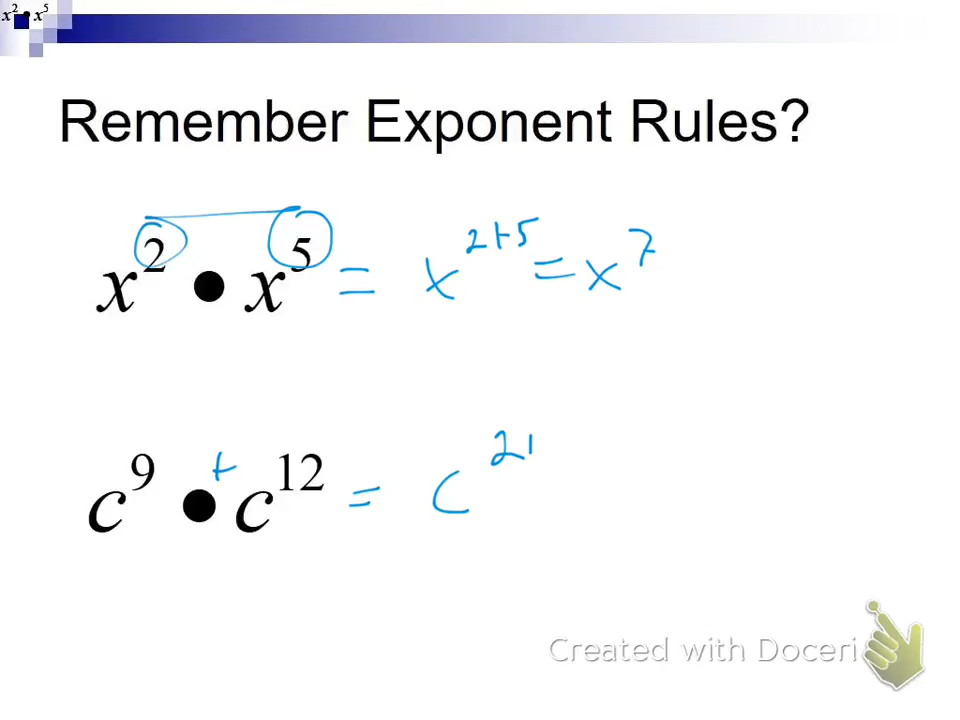 x² • x⁵
Remember Exponent Rules?
x² • x⁵ = x²⁺⁵ = x⁷
c⁹ • + c¹² = c²¹
Created with Doceri